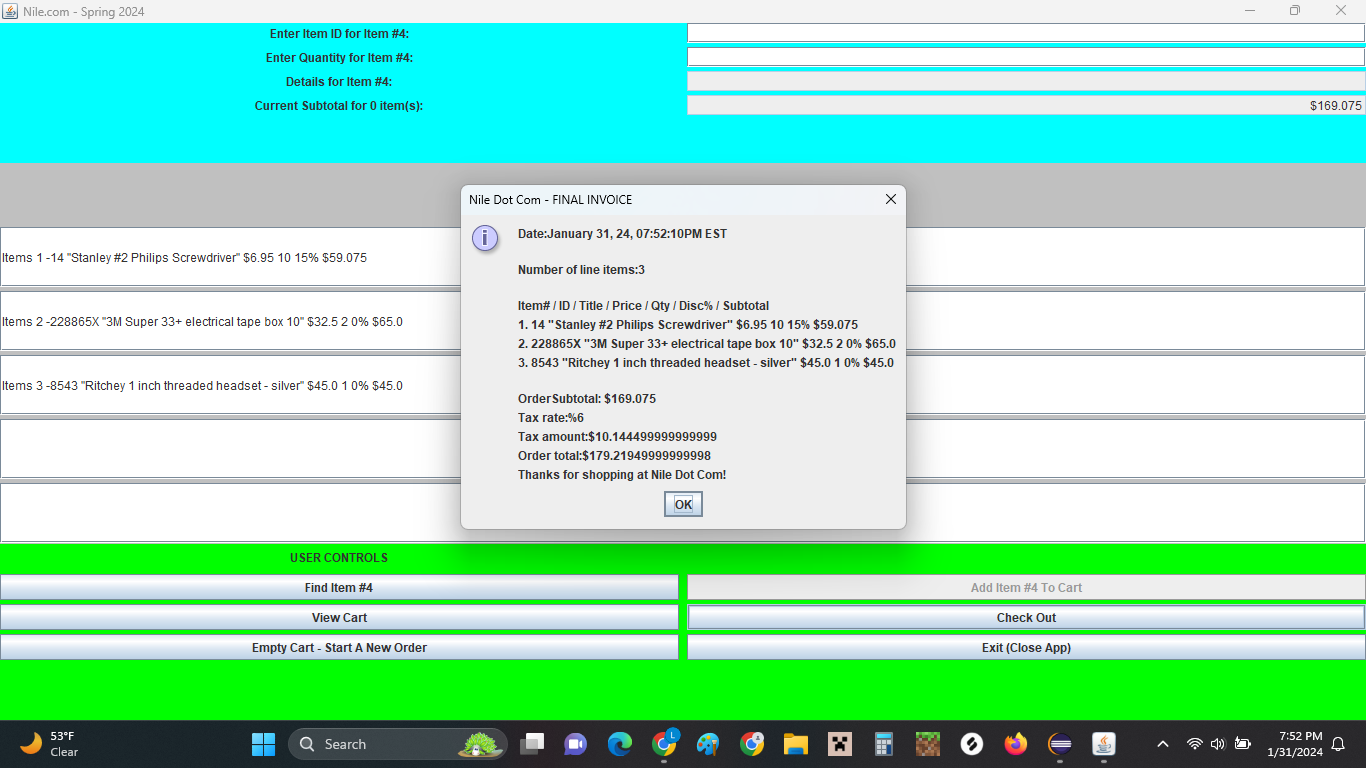 Nile.com - Spring 2024
Enter Item ID for Item #4:
Enter Quantity for Item #4:
Details for Item #4:
Current Subtotal for 0 item(s):
$169.075
Items 1 -14 "Stanley #2 Philips Screwdriver" $6.95 10 15% $59.075
Items 2 -228865X "3M Super 33+ electrical tape box 10" $32.5 2 0% $65.0
Items 3 -8543 "Ritchey 1 inch threaded headset - silver" $45.0 1 0% $45.0
Nile Dot Com - FINAL INVOICE
Date:January 31, 24, 07:52:10PM EST
Number of line items:3
Item# / ID / Title / Price / Qty / Disc% / Subtotal
1. 14 "Stanley #2 Philips Screwdriver" $6.95 10 15% $59.075
2. 228865X "3M Super 33+ electrical tape box 10" $32.5 2 0% $65.0
3. 8543 "Ritchey 1 inch threaded headset - silver" $45.0 1 0% $45.0
OrderSubtotal: $169.075
Tax rate:%6
Tax amount:$10.144499999999999
Order total:$179.21949999999998
Thanks for shopping at Nile Dot Com!
OK
USER CONTROLS
Find Item #4
Add Item #4 To Cart
View Cart
Check Out
Empty Cart - Start A New Order
Exit (Close App)
53°F
Clear
Search
L
7:52 PM
1/31/2024